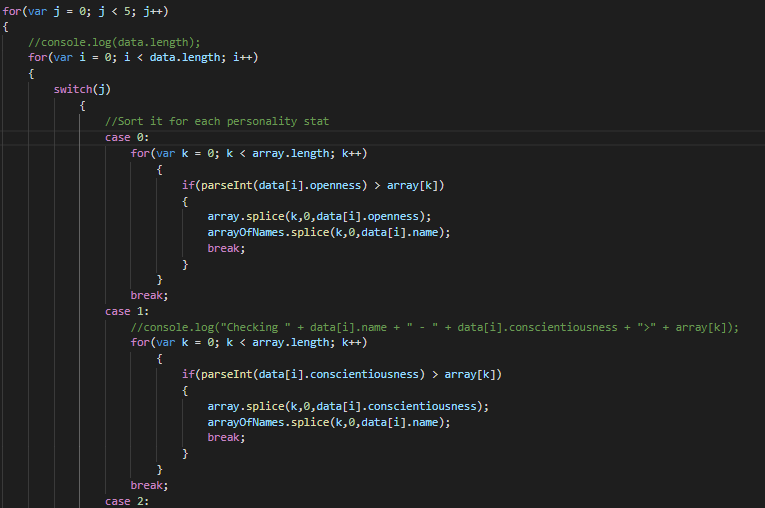 for(var j = 0; j < 5; j++)
{
    //console.log(data.length);
    for(var i = 0; i < data.length; i++)
    {
        switch(j)
            {
                //Sort it for each personality stat
                case 0:
                    for(var k = 0; k < array.length; k++)
                        {
                            if(parseInt(data[i].openness) > array[k])
                            {
                                array.splice(k,0,data[i].openness);
                                arrayOfNames.splice(k,0,data[i].name);
                                break;
                            }
                        }
                    break;
                case 1:
                    //console.log("Checking " + data[i].name + " - " + data[i].conscientiousness + ">" + array[k]);
                    for(var k = 0; k < array.length; k++)
                        {
                            if(parseInt(data[i].conscientiousness) > array[k])
                            {
                                array.splice(k,0,data[i].conscientiousness);
                                arrayOfNames.splice(k,0,data[i].name);
                                break;
                            }
                        }
                    break;
                case 2: